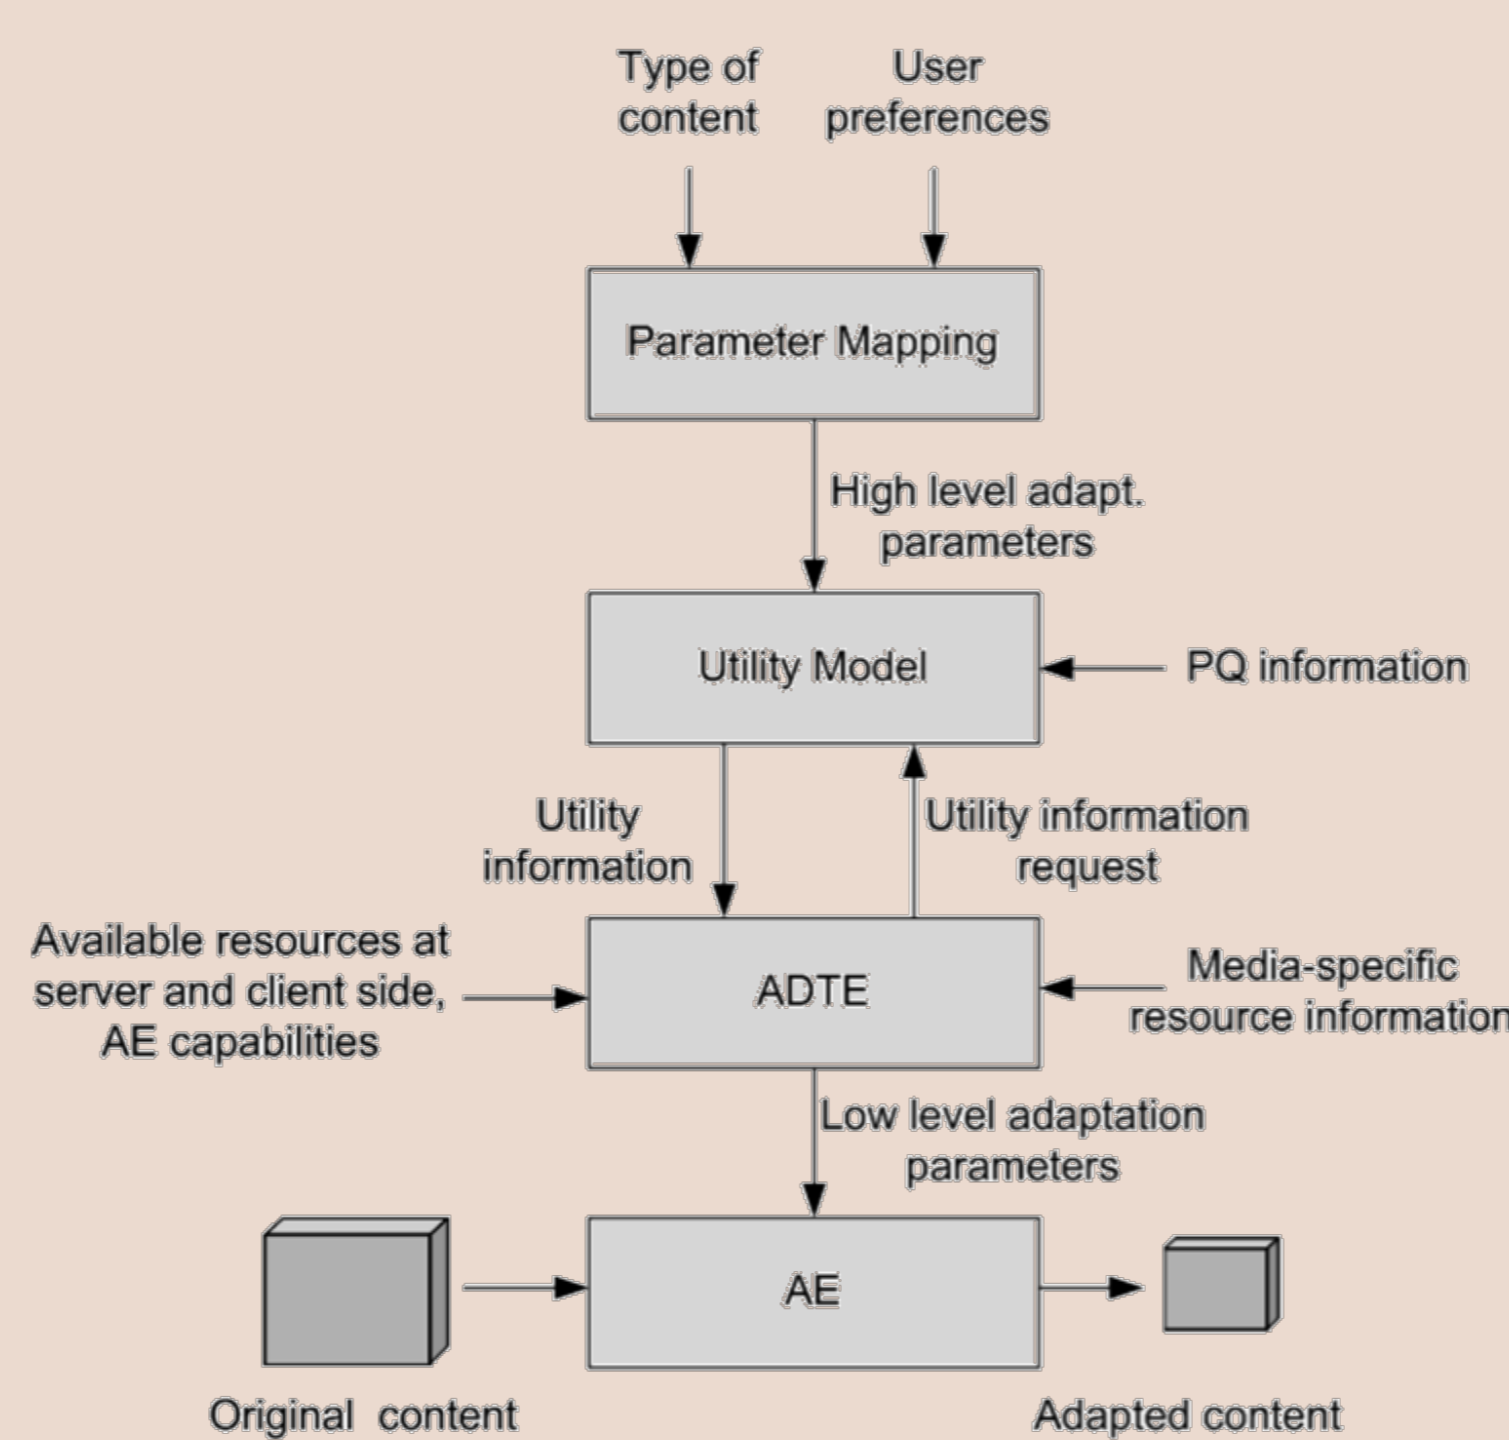 Type of
content
User
preferences
Parameter Mapping
High level adapt.
parameters
Utility Model
PQ information
Utility
information
Utility information
request
Available resources at
server and client side,
AE capabilities
ADTE
Media-specific
resource information
Low level adaptation
parameters
AE
Original content
Adapted content